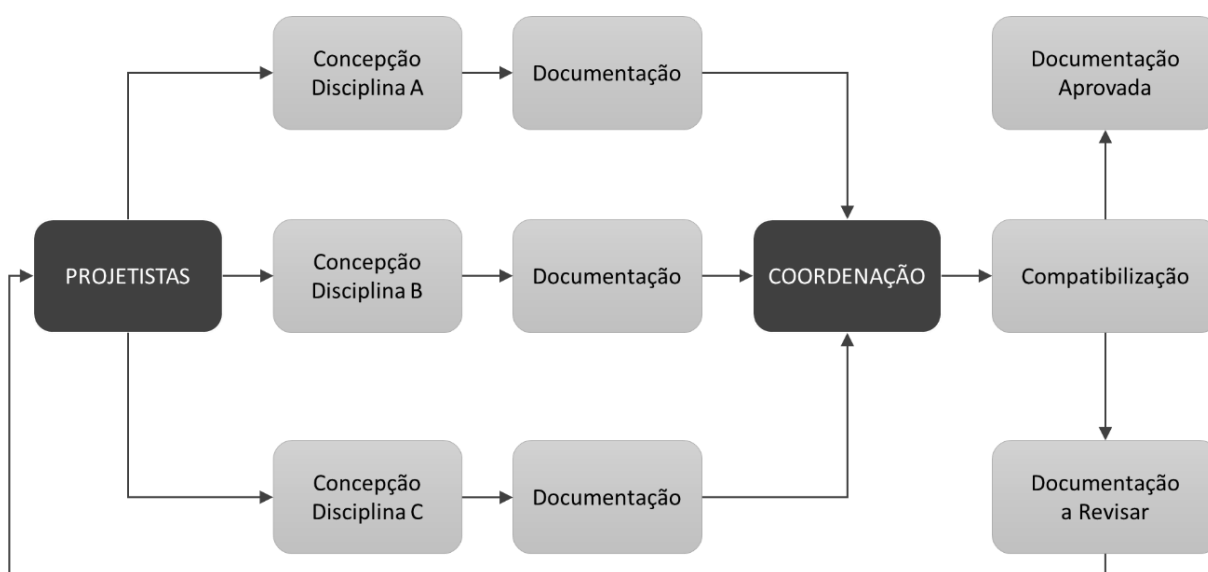 Concepção
Disciplina A
Documentação
Documentação
Aprovada
PROJETISTAS
Concepção
Disciplina B
Documentação
COORDENAÇÃO
Compatibilização
Concepção
Disciplina C
Documentação
Documentação
a Revisar